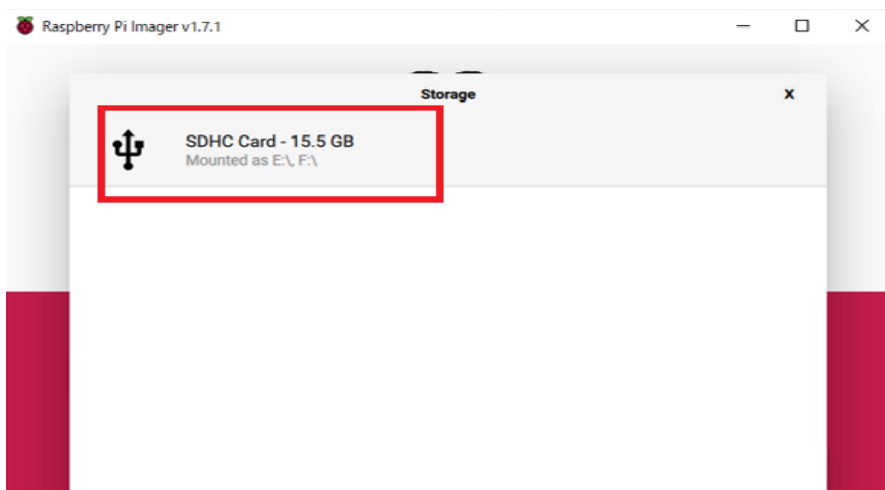 Raspberry Pi Imager v1.7.1
Storage
x
SDHC Card - 15.5 GB
Mounted as E:\, F:\